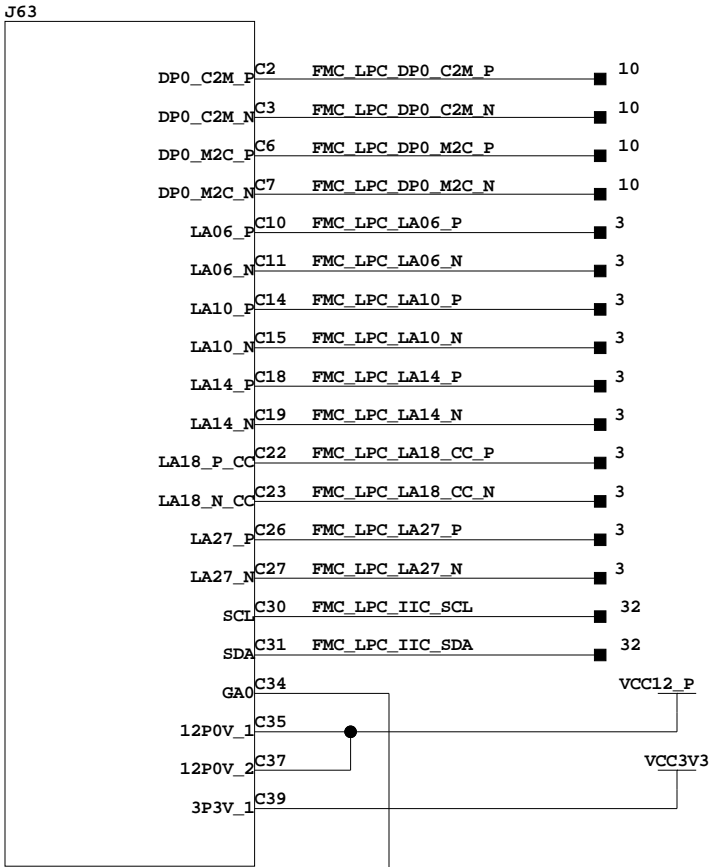 J63
DP0_C2M_P C2 FMC_LPC_DP0_C2M_P 10
DP0_C2M_N C3 FMC_LPC_DP0_C2M_N 10
DP0_M2C_P C6 FMC_LPC_DP0_M2C_P 10
DP0_M2C_N C7 FMC_LPC_DP0_M2C_N 10
LA06_P C10 FMC_LPC_LA06_P 3
LA06_N C11 FMC_LPC_LA06_N 3
LA10_P C14 FMC_LPC_LA10_P 3
LA10_N C15 FMC_LPC_LA10_N 3
LA14_P C18 FMC_LPC_LA14_P 3
LA14_N C19 FMC_LPC_LA14_N 3
LA18_P_CC C22 FMC_LPC_LA18_CC_P 3
LA18_N_CC C23 FMC_LPC_LA18_CC_N 3
LA27_P C26 FMC_LPC_LA27_P 3
LA27_N C27 FMC_LPC_LA27_N 3
SCL C30 FMC_LPC_IIC_SCL 32
SDA C31 FMC_LPC_IIC_SDA 32
GA0 C34 VCC12_P
12P0V_1 C35
12P0V_2 C37 VCC3V3
3P3V_1 C39